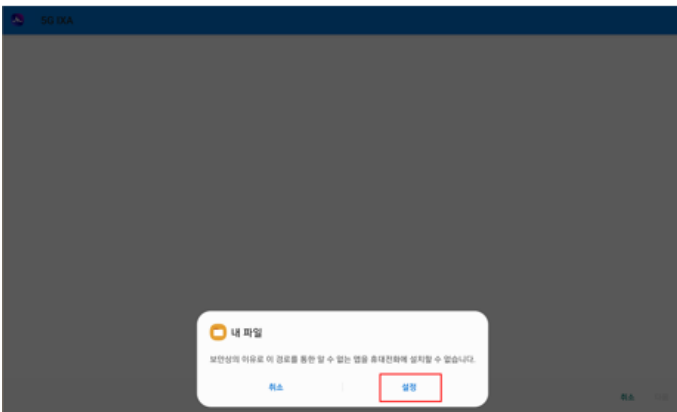 5G IXA
내 파일
보안상의 이유로 이 경로를 통한 알 수 없는 앱을 휴대전화에 설치할 수 없습니다.
취소 설정
취소